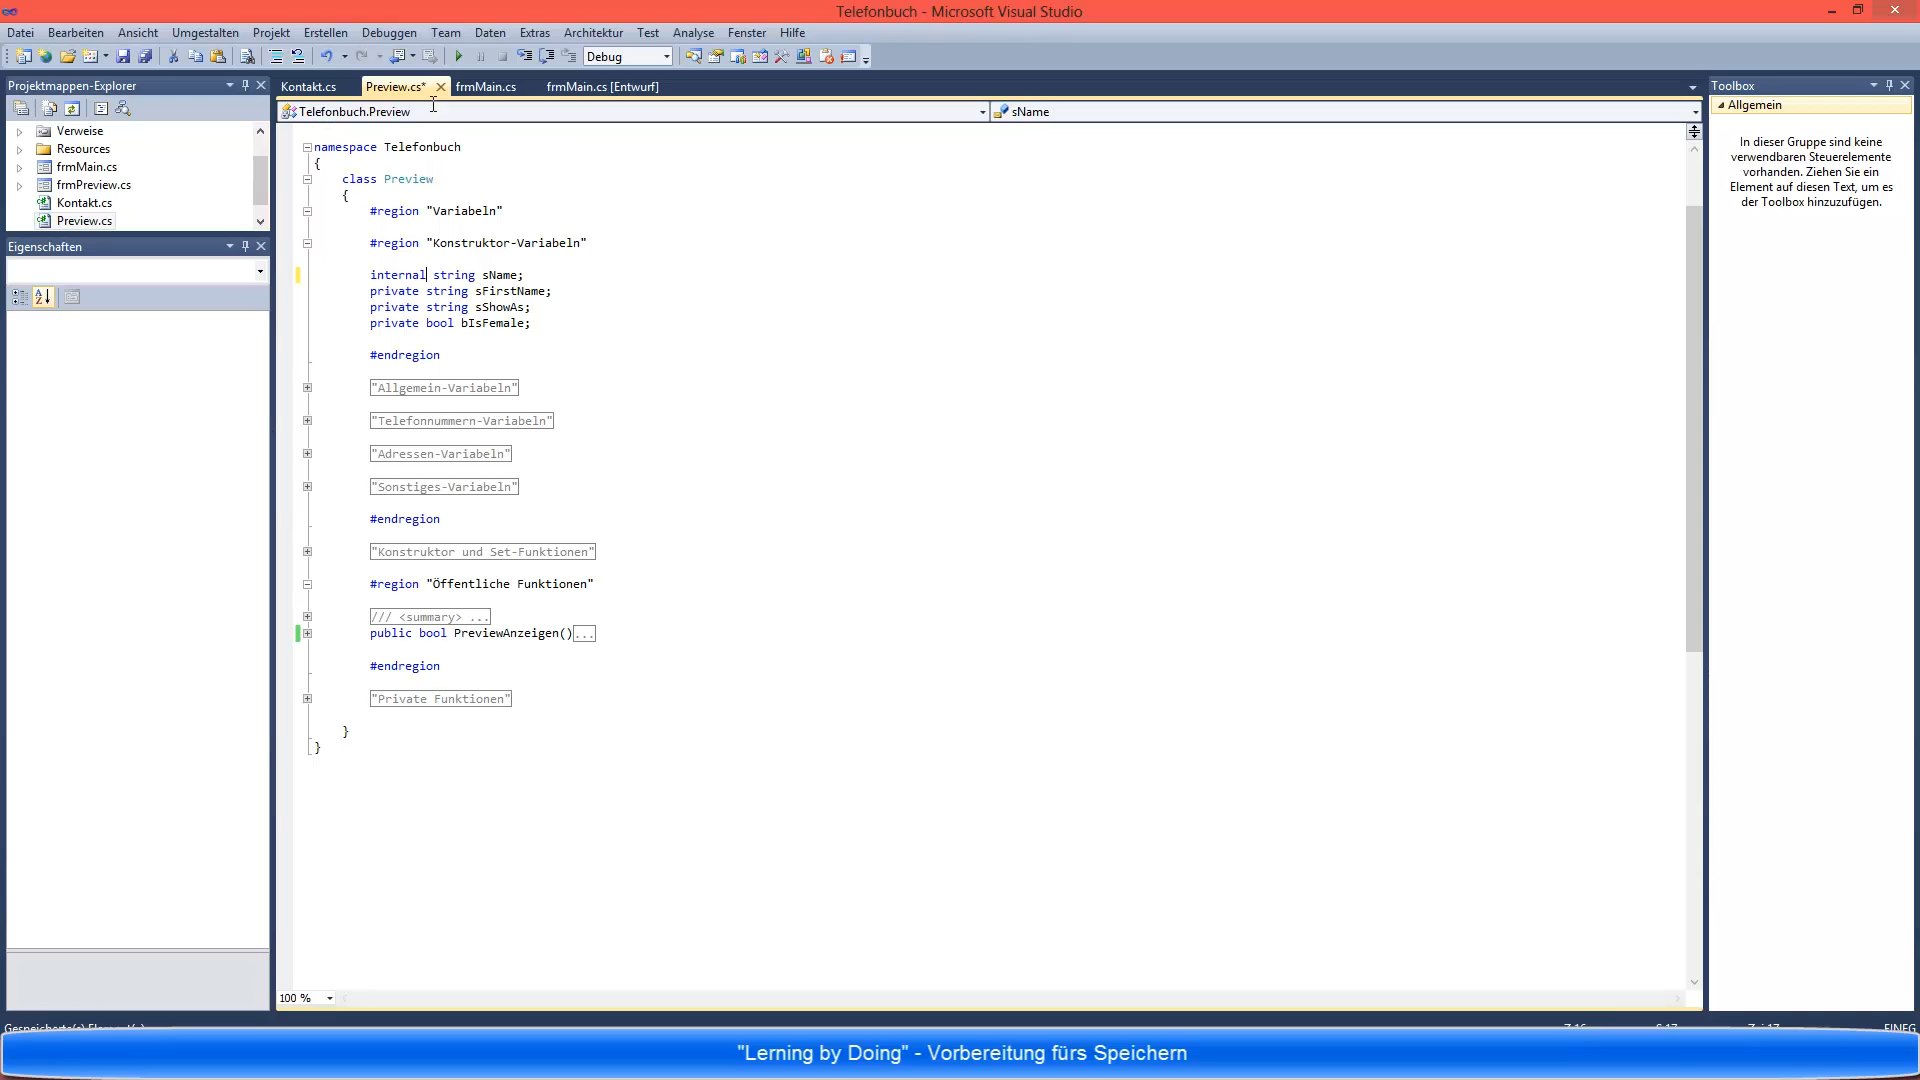 Telefonbuch - Microsoft Visual Studio
Datei Bearbeiten Ansicht Umgestalten Projekt Erstellen Debuggen Team Daten Extras Architektur Test Analyse Fenster Hilfe
Debug
Projektmappen-Explorer
Verweise
Resources
frmMain.cs
frmPreview.cs
Kontakt.cs
Preview.cs
Eigenschaften
Kontakt.cs Preview.cs* frmMain.cs frmMain.cs [Entwurf]
Telefonbuch.Preview sName
namespace Telefonbuch
{
class Preview
{
#region "Variabeln"
#region "Konstruktor-Variabeln"
internal string sName;
private string sFirstName;
private string sShowAs;
private bool bIsFemale;
#endregion
"Allgemein-Variabeln"
"Telefonnummern-Variabeln"
"Adressen-Variabeln"
"Sonstiges-Variabeln"
#endregion
"Konstruktor und Set-Funktionen"
#region "Öffentliche Funktionen"
/// <summary> ...
public bool PreviewAnzeigen()...
#endregion
"Private Funktionen"
}
}
100 %
Toolbox
Allgemein
In dieser Gruppe sind keine
verwendbaren Steuerelemente
vorhanden. Ziehen Sie ein
Element auf diesen Text, um es
der Toolbox hinzuzufügen.
"Lerning by Doing" - Vorbereitung fürs Speichern